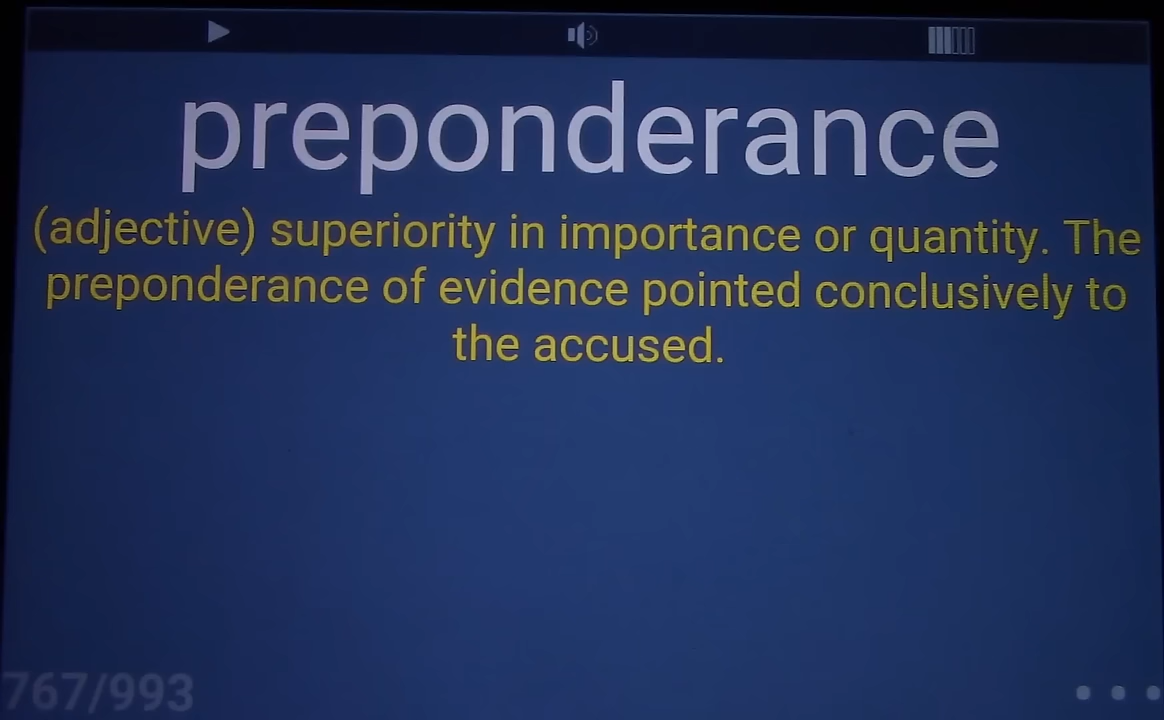 preponderance
(adjective) superiority in importance or quantity. The
preponderance of evidence pointed conclusively to
the accused.
767/993